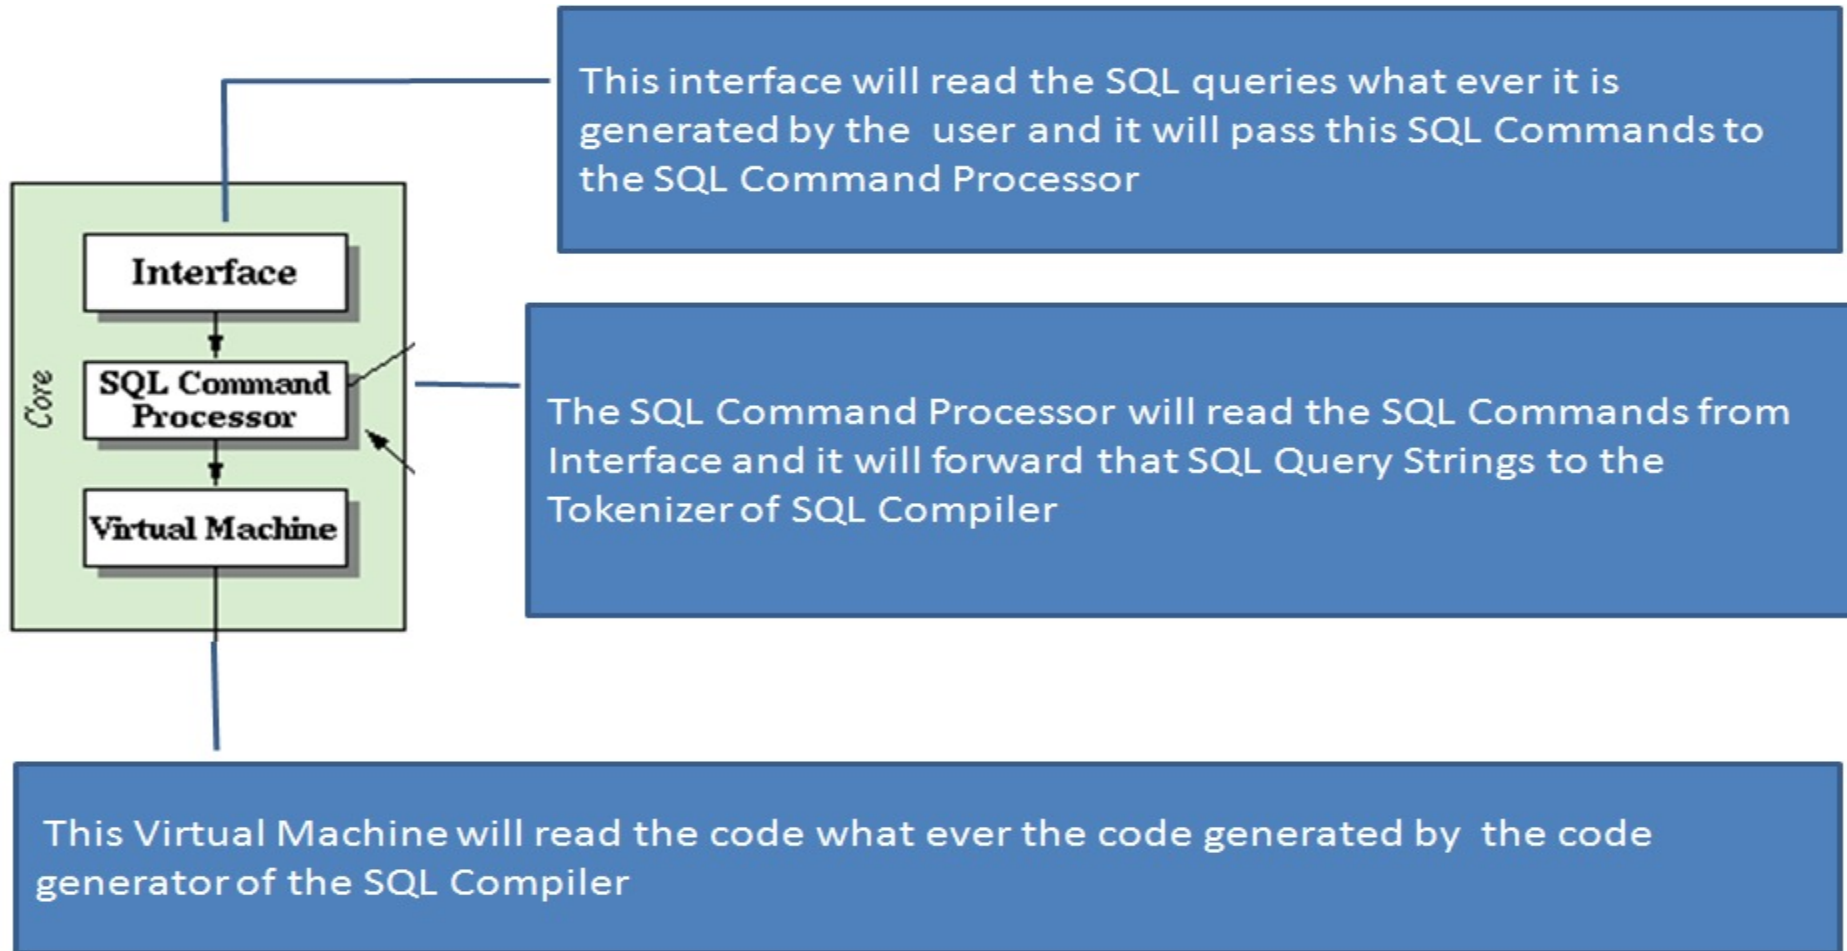 This interface will read the SQL queries what ever it is
generated by the user and it will pass this SQL Commands to
the SQL Command Processor
Interface
SQL Command
Processor
Core
Virtual Machine
The SQL Command Processor will read the SQL Commands from
Interface and it will forward that SQL Query Strings to the
Tokenizer of SQL Compiler
This Virtual Machine will read the code what ever the code generated by the code
generator of the SQL Compiler